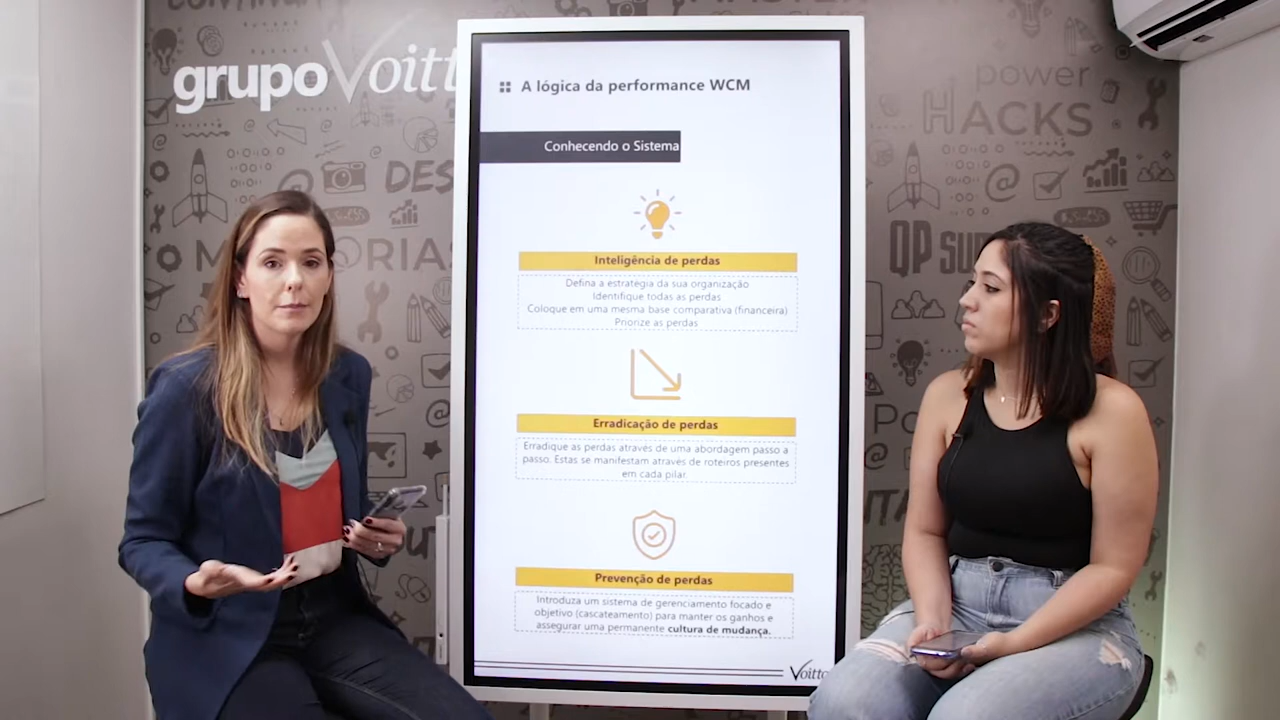 grupo Voitt
power
HACKS
DES
QP SU
A lógica da performance WCM
Conhecendo o Sistema
Inteligência de perdas
Defina a estratégia da sua organização
Identifique todas as perdas
Coloque em uma mesma base comparativa (financeira)
Priorize as perdas
Erradicação de perdas
Erradique as perdas através de uma abordagem passo a
passo. Estas se manifestam através de roteiros presentes
em cada pilar.
Prevenção de perdas
Introduza um sistema de gerenciamento focado e
objetivo (cascateamento) para manter os ganhos e
assegurar uma permanente cultura de mudança.
Voitto